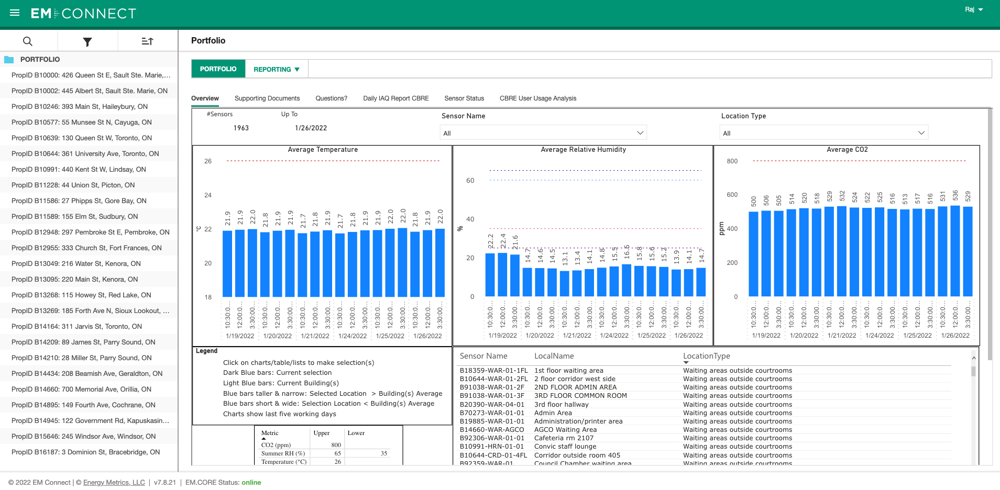 EM CONNECT
Raj
Portfolio
PORTFOLIO
PropID B10000: 426 Queen St E, Sault Ste. Marie,...
PropID B10002: 445 Albert St, Sault Ste. Marie, ON
PropID B10246: 393 Main St, Haileybury, ON
PropID B10577: 55 Munsee St N, Cayuga, ON
PropID B10639: 130 Queen St W, Toronto, ON
PropID B10644: 361 University Ave, Toronto, ON
PropID B10991: 440 Kent St W, Lindsay, ON
PropID B11228: 44 Union St, Picton, ON
PropID B11586: 27 Phipps St, Gore Bay, ON
PropID B11589: 155 Elm St, Sudbury, ON
PropID B12948: 297 Pembroke St E, Pembroke, ON
PropID B12955: 333 Church St, Fort Frances, ON
PropID B13049: 216 Water St, Kenora, ON
PropID B13095: 220 Main St, Kenora, ON
PropID B13268: 115 Howey St, Red Lake, ON
PropID B13269: 185 Forth Ave N, Sioux Lookout, ...
PropID B14164: 311 Jarvis St, Toronto, ON
PropID B14209: 89 James St, Parry Sound, ON
PropID B14210: 28 Miller St, Parry Sound, ON
PropID B14434: 208 Beamish Ave, Geraldton, ON
PropID B14660: 700 Memorial Ave, Orillia, ON
PropID B14895: 149 Fourth Ave, Cochrane, ON
PropID B14945: 122 Government Rd, Kapuskasin...
PropID B15646: 245 Windsor Ave, Windsor, ON
PropID B16187: 3 Dominion St, Bracebridge, ON
PORTFOLIO REPORTING
Overview Supporting Documents Questions? Daily IAQ Report CBRE Sensor Status CBRE User Usage Analysis
#Sensors Up To Sensor Name Location Type
1963 1/26/2022 All All
Average Temperature
26
24
22
20
18
°C
21.9 21.9 22.0 21.8 21.9 21.9 21.7 21.8 21.9 21.7 21.8 21.9 21.9 22.0 22.0 21.8 21.9 22.0
10:30:0... 12:00:0... 3:30:00... 10:30:0... 12:00:0... 3:30:00... 10:30:0... 12:00:0... 3:30:00... 10:30:0... 12:00:0... 3:30:00... 10:30:0... 12:00:0... 3:30:00... 10:30:0... 12:00:0... 3:30:00...
1/19/2022 1/20/2022 1/21/2022 1/24/2022 1/25/2022 1/26/2022
Average Relative Humidity
60
40
20
0
%
22.2 22.4 21.6 14.7 14.6 14.5 13.1 13.4 14.1 14.8 15.5 16.5 15.8 15.6 15.2 13.9 14.1 14.7
10:30:0... 12:00:0... 3:30:00... 10:30:0... 12:00:0... 3:30:00... 10:30:0... 12:00:0... 3:30:00... 10:30:0... 12:00:0... 3:30:00... 10:30:0... 12:00:0... 3:30:00... 10:30:0... 12:00:0... 3:30:00...
1/19/2022 1/20/2022 1/21/2022 1/24/2022 1/25/2022 1/26/2022
Average CO2
800
600
400
200
0
ppm
500 506 505 514 520 518 529 532 524 522 525 516 513 517 516 531 536 529
10:30:0... 12:00:0... 3:30:00... 10:30:0... 12:00:0... 3:30:00... 10:30:0... 12:00:0... 3:30:00... 10:30:0... 12:00:0... 3:30:00... 10:30:0... 12:00:0... 3:30:00... 10:30:0... 12:00:0... 3:30:00...
1/19/2022 1/20/2022 1/21/2022 1/24/2022 1/25/2022 1/26/2022
Legend
Click on charts/table/lists to make selection(s)
Dark Blue bars: Current selection
Light Blue bars: Current Building(s)
Blue bars taller & narrow: Selected Location > Building(s) Average
Blue bars short & wide: Selection Location < Building(s) Average
Charts show last five working days
Metric Upper Lower
CO2 (ppm) 800
Summer RH (%) 65 35
Temperature (°C) 26
Sensor Name LocalName LocationType
B18359-WAR-01-1FL 1st floor waiting area Waiting areas outside courtrooms
B10644-WAR-01-2FL 2 floor corridor west side Waiting areas outside courtrooms
B91038-WAR-01-2F 2ND FLOOR ADMIN AREA Waiting areas outside courtrooms
B91038-WAR-01-3F 3RD FLOOR COMMON ROOM Waiting areas outside courtrooms
B20390-WAR-04-01 3rd floor hallway Waiting areas outside courtrooms
B70273-WAR-01-01 Admin Area Waiting areas outside courtrooms
B19885-WAR-01-01 Administration/printer area Waiting areas outside courtrooms
B14660-WAR-AGCO AGCO Waiting Area Waiting areas outside courtrooms
B92306-WAR-01-01 Cafeteria rm 2107 Waiting areas outside courtrooms
B10991-HRN-01-01 Convic staff lounge Waiting areas outside courtrooms
B10644-CRD-01-4FL Corridor outside room 405 Waiting areas outside courtrooms
B92359-WAR-01 Council Chamber waiting area Waiting areas outside courtrooms
© 2022 EM Connect | © Energy Metrics, LLC | v7.8.21 | EM.CORE Status: online